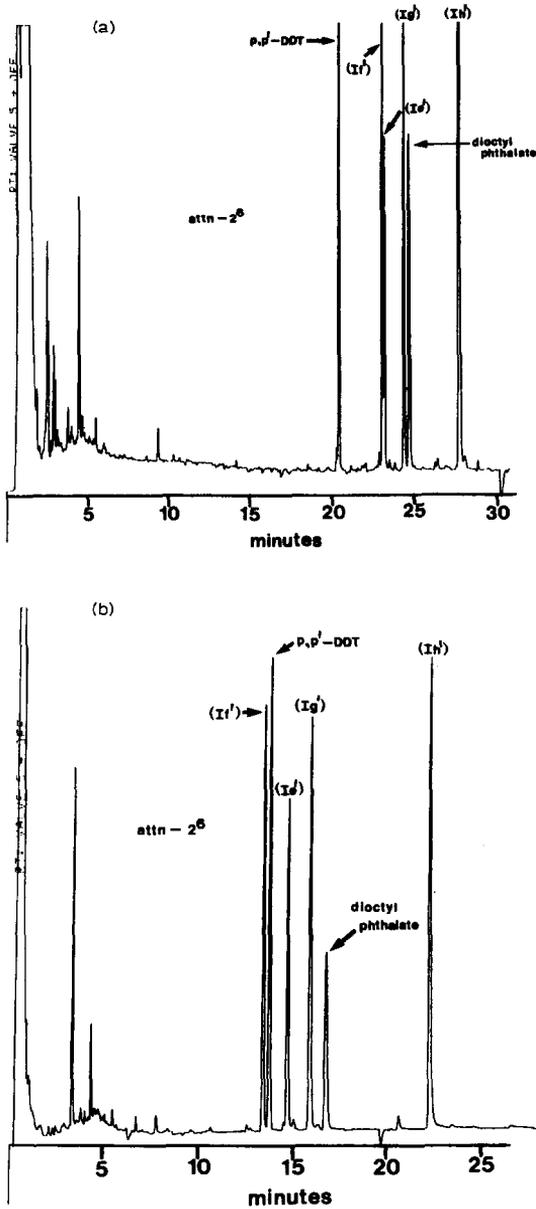 (a)
p,p'-DDT
(If')
(Ig')
(Ih')
(Ie')
dioctyl
phthalate
attn-2⁶
5
10
15
20
25
30
minutes
(b)
p,p'-DDT
(If')
(Ie')
(Ig')
(Ih')
attn-2⁶
dioctyl
phthalate
5
10
15
20
25
minutes